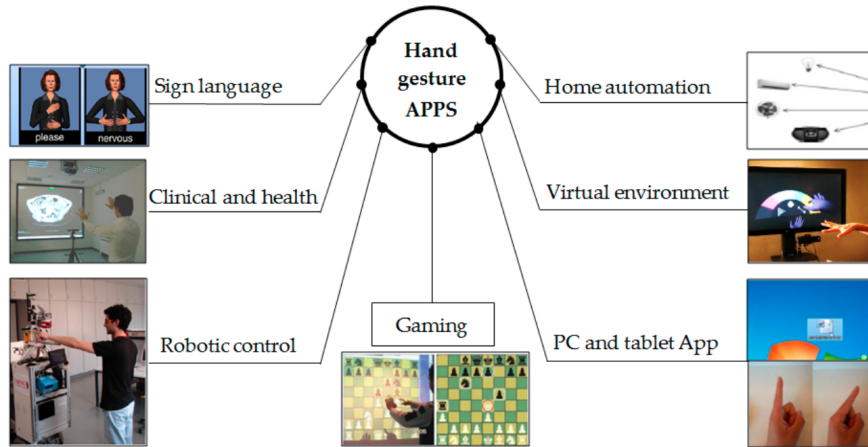 Hand
gesture
APPS
Sign language
please
nervous
Clinical and health
Robotic control
Gaming
Home automation
Virtual environment
PC and tablet App